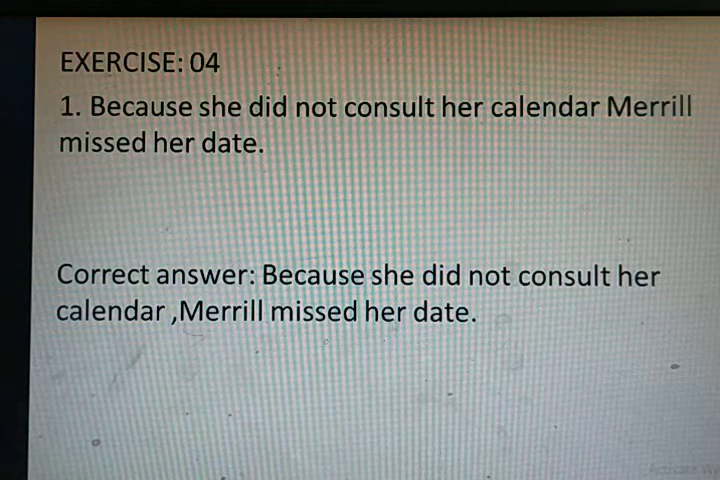 EXERCISE: 04
1. Because she did not consult her calendar Merrill
missed her date.
Correct answer: Because she did not consult her
calendar ,Merrill missed her date.